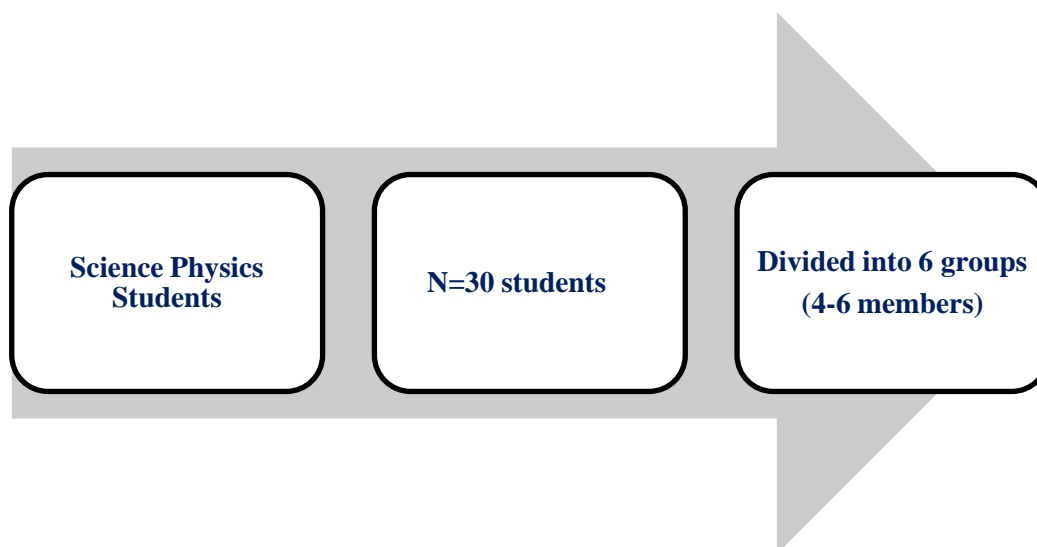 Science Physics
Students
N=30 students
Divided into 6 groups
(4-6 members)